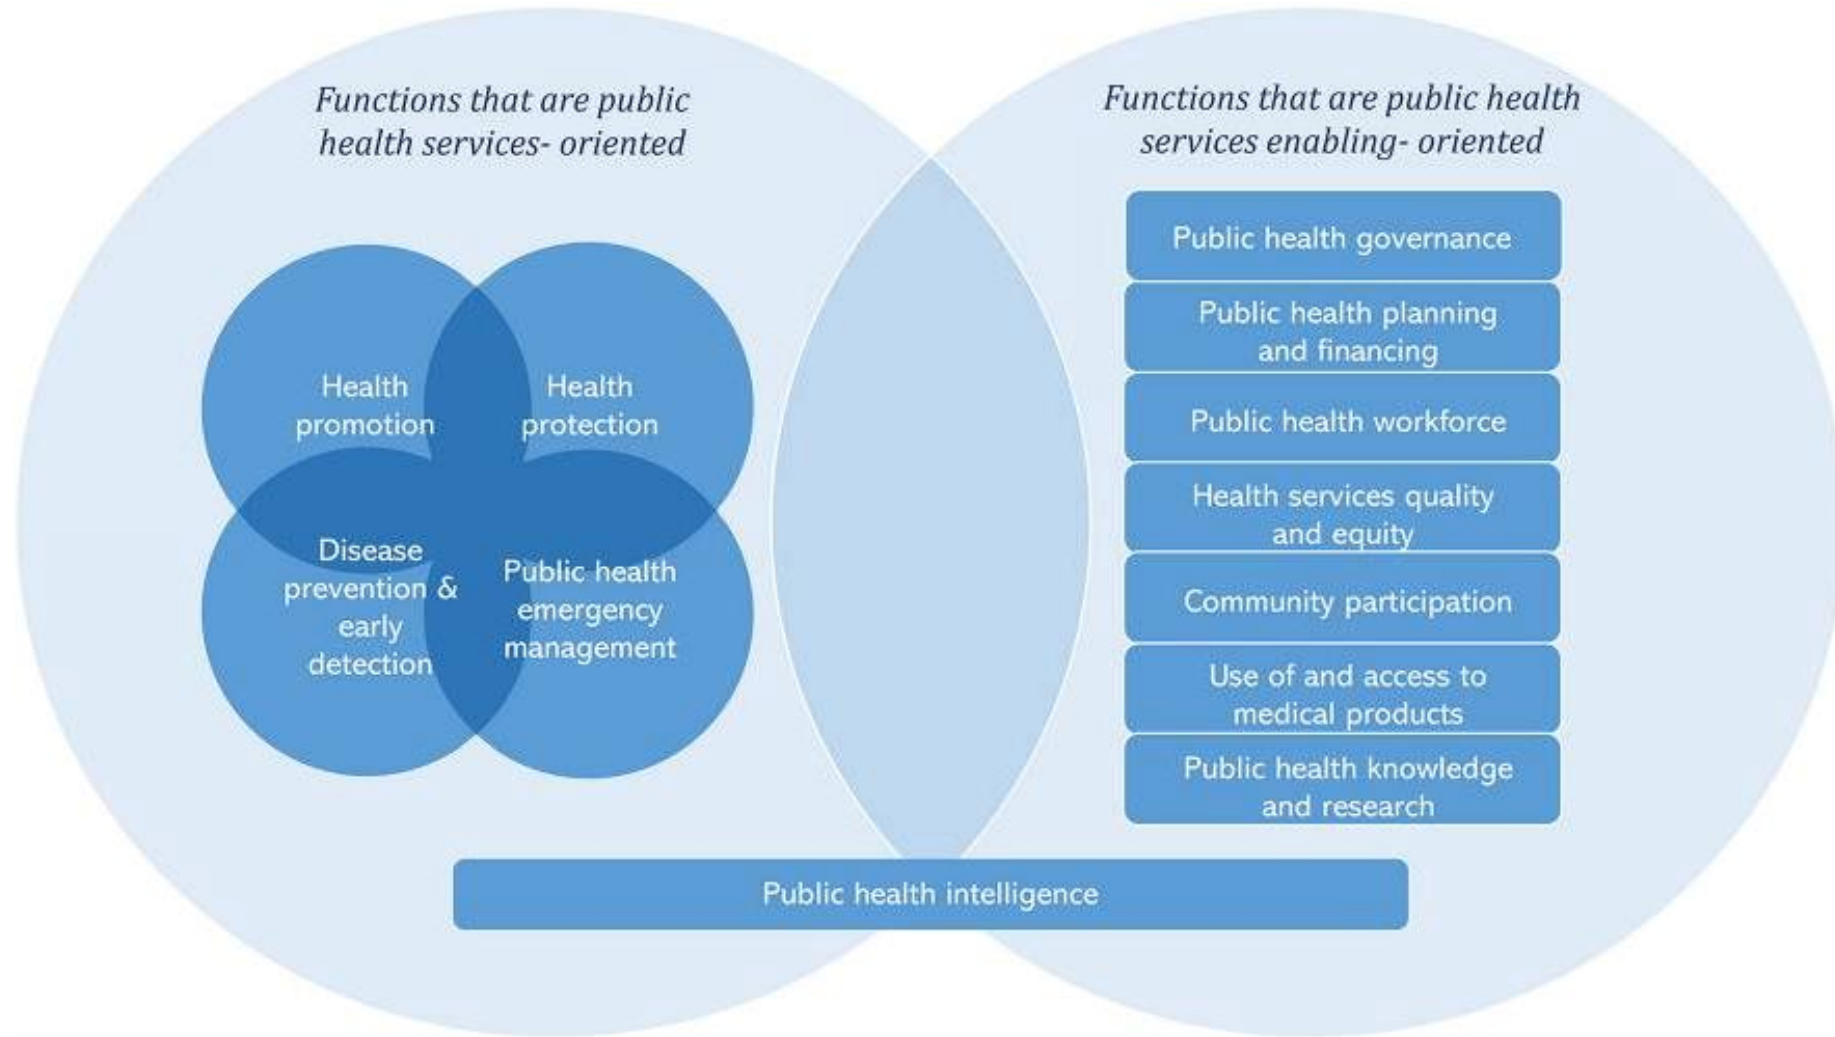 Functions that are public
health services- oriented
Health
promotion
Health
protection
Disease
prevention &
early
detection
Public health
emergency
management
Functions that are public health
services enabling- oriented
Public health governance
Public health planning
and financing
Public health workforce
Health services quality
and equity
Community participation
Use of and access to
medical products
Public health knowledge
and research
Public health intelligence